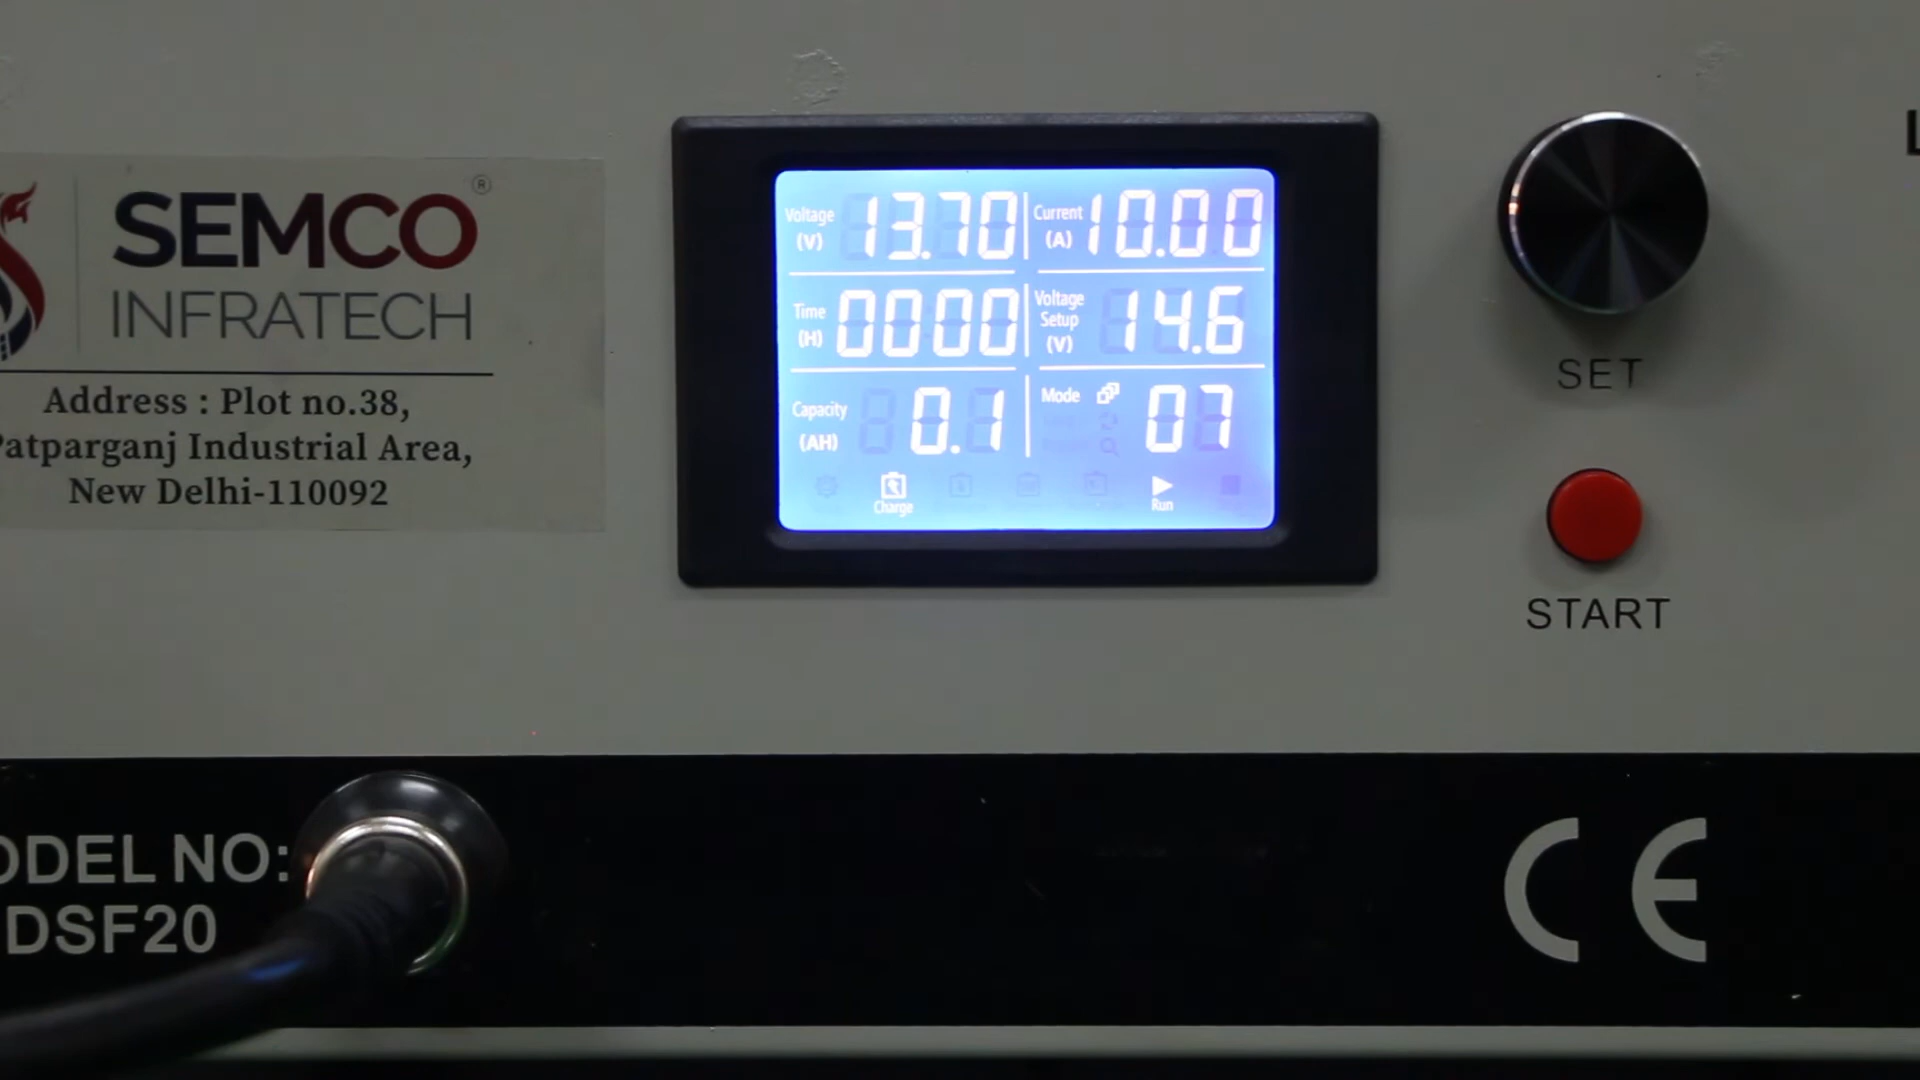 SEMCO ®
INFRATECH
Address : Plot no.38,
Patparganj Industrial Area,
New Delhi-110092
Voltage (V) 13.70
Current (A) 10.00
Time (H) 0000
Voltage Setup (V) 14.6
Capacity (AH) 0.1
Mode 07
Charge
Run
SET
START
ODEL NO:
DSF20
CE